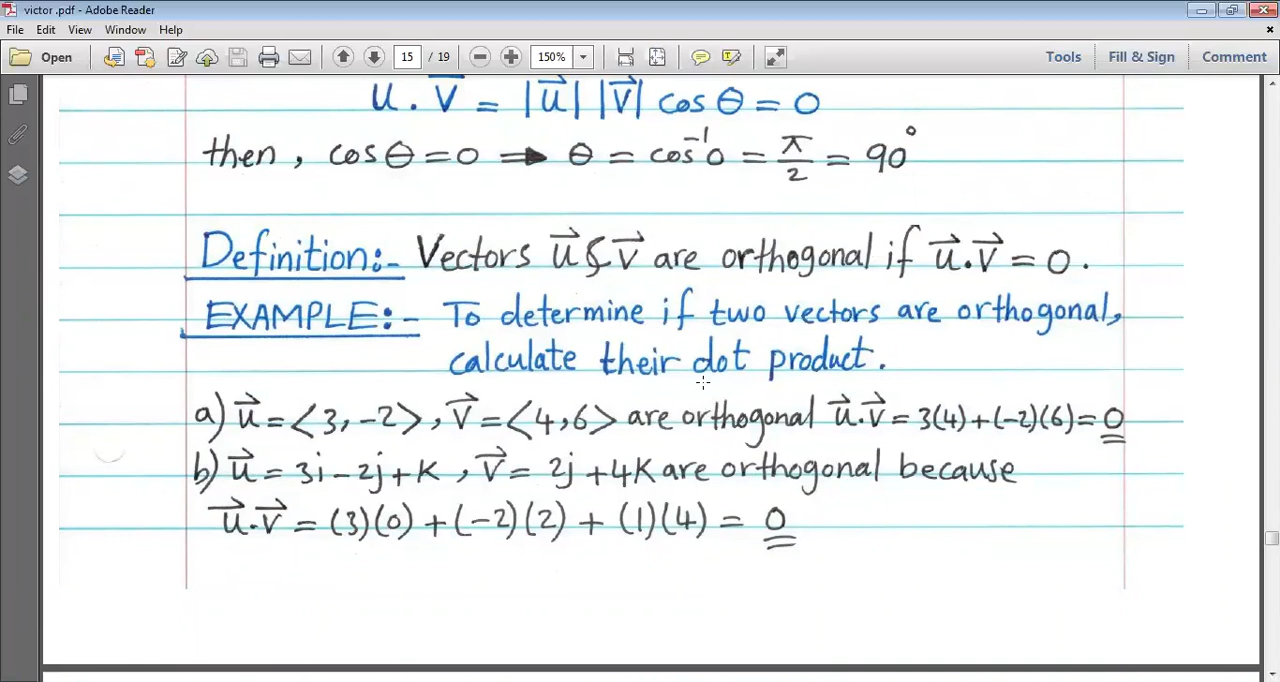 victor .pdf - Adobe Reader
File Edit View Window Help
Open 15 / 19 150% Tools Fill & Sign Comment
u . v⃗ = |u⃗| |v⃗| cos θ = 0
then , cos θ = 0 ⇒ θ = cos⁻¹0 = π/2 = 90°
Definition:- Vectors u⃗ & v⃗ are orthogonal if u⃗.v⃗ = 0 .
EXAMPLE:- To determine if two vectors are orthogonal,
calculate their dot product.
a) u⃗ = <3, -2> , v⃗ = <4,6> are orthogonal u⃗.v⃗ = 3(4)+(-2)(6)= 0
b) u⃗ = 3i - 2j + K , v⃗ = 2j + 4K are orthogonal because
u⃗.v⃗ = (3)(0) + (-2)(2) + (1)(4) = 0